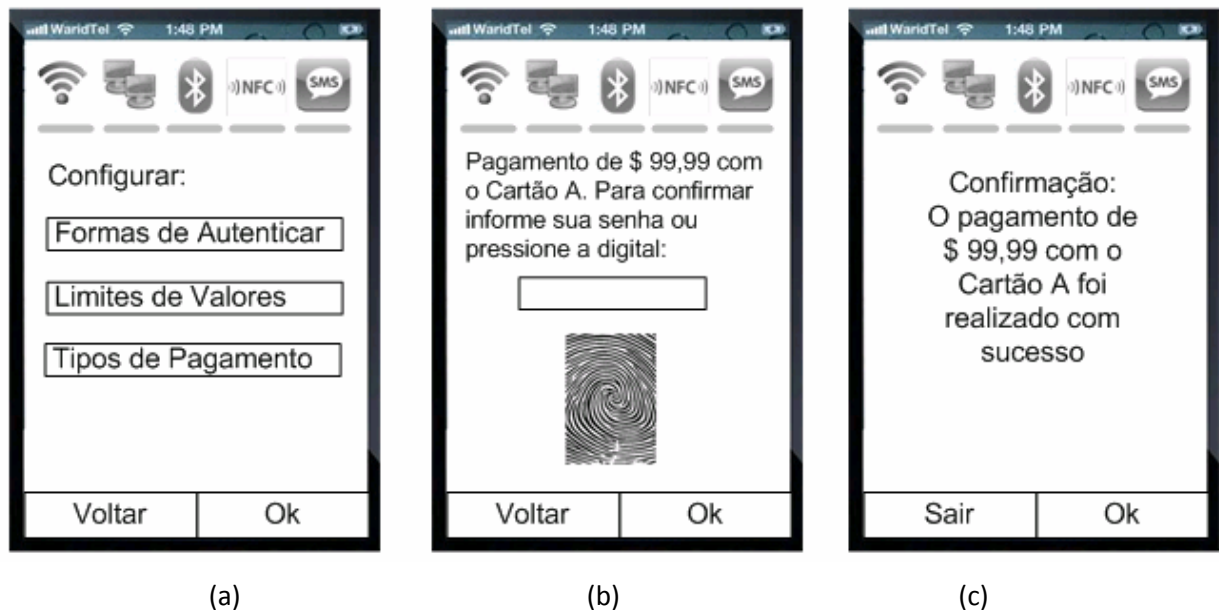 WaridTel 1:48 PM
NFC SMS
Configurar:
Formas de Autenticar
Limites de Valores
Tipos de Pagamento
Voltar Ok
(a)
WaridTel 1:48 PM
NFC SMS
Pagamento de $ 99,99 com
o Cartão A. Para confirmar
informe sua senha ou
pressione a digital:
Voltar Ok
(b)
WaridTel 1:48 PM
NFC SMS
Confirmação:
O pagamento de
$ 99,99 com o
Cartão A foi
realizado com
sucesso
Sair Ok
(c)